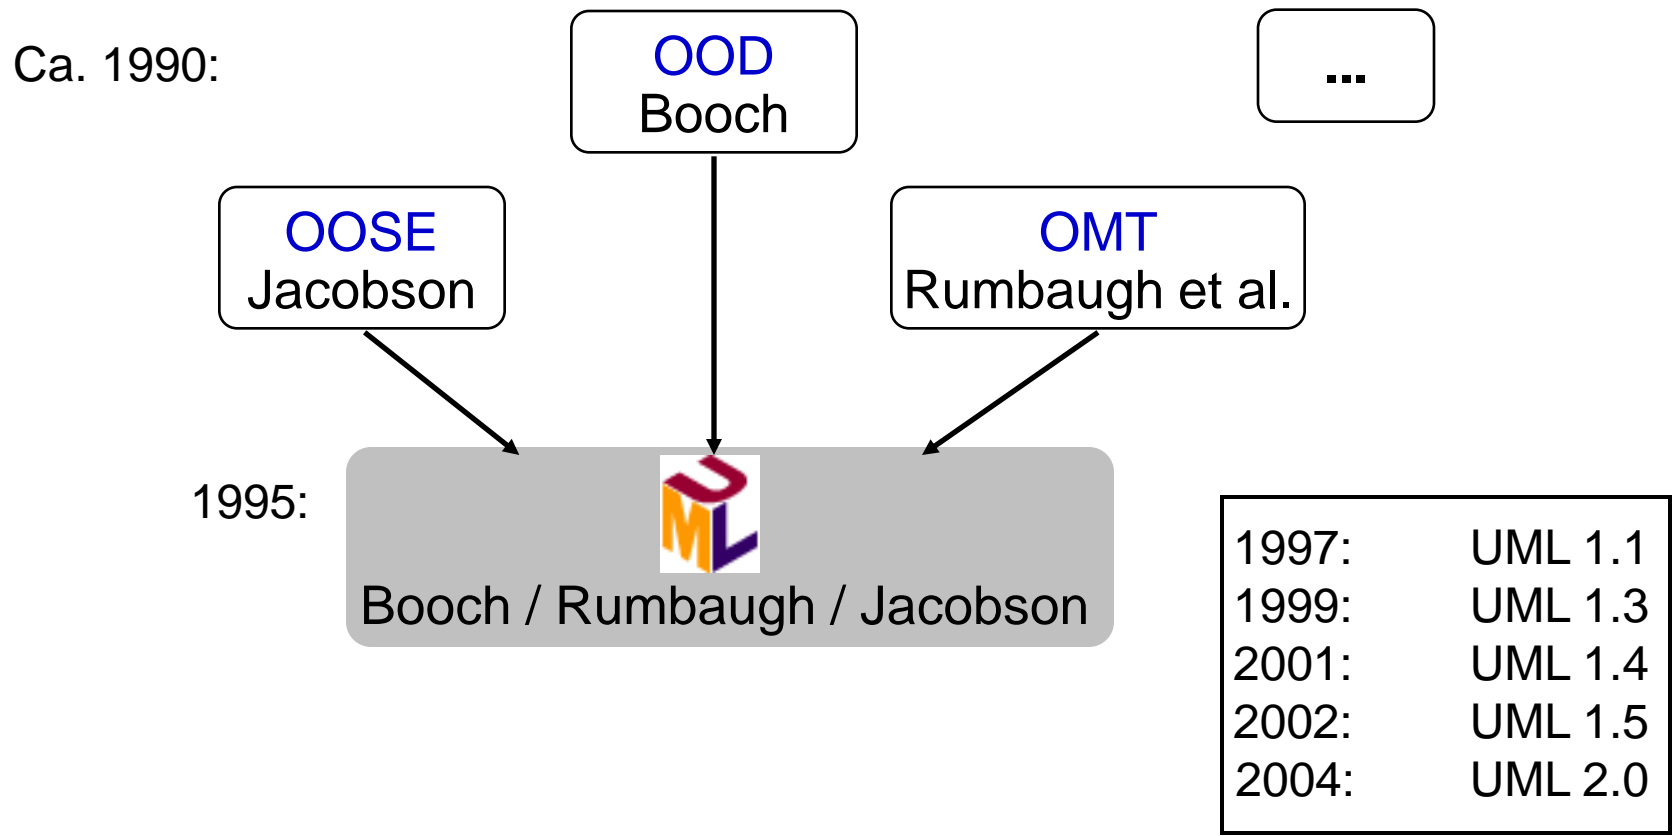 Ca. 1990:
OOD
Booch
...
OOSE
Jacobson
OMT
Rumbaugh et al.
1995:
UML
Booch / Rumbaugh / Jacobson
1997: UML 1.1
1999: UML 1.3
2001: UML 1.4
2002: UML 1.5
2004: UML 2.0